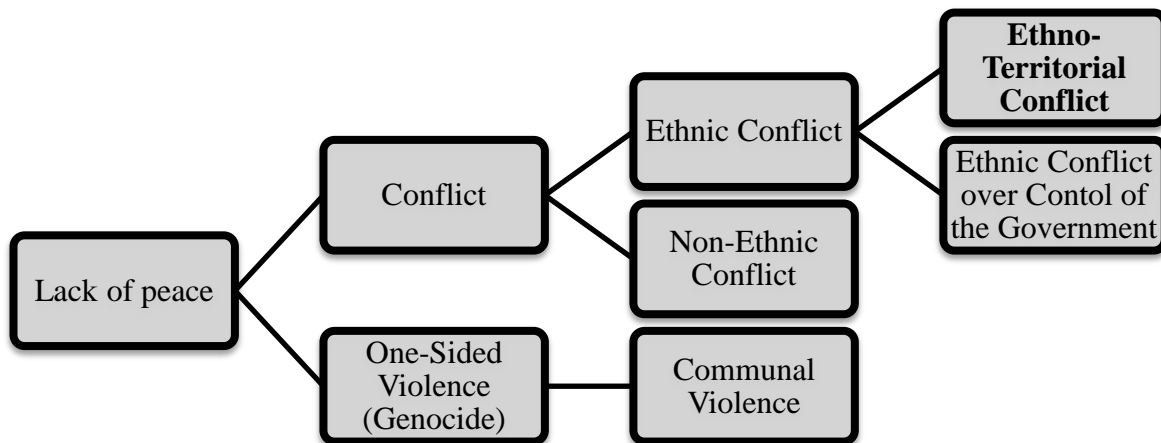 Lack of peace
Conflict
One-Sided
Violence
(Genocide)
Ethnic Conflict
Non-Ethnic
Conflict
Communal
Violence
Ethno-
Territorial
Conflict
Ethnic Conflict
over Contol of
the Government